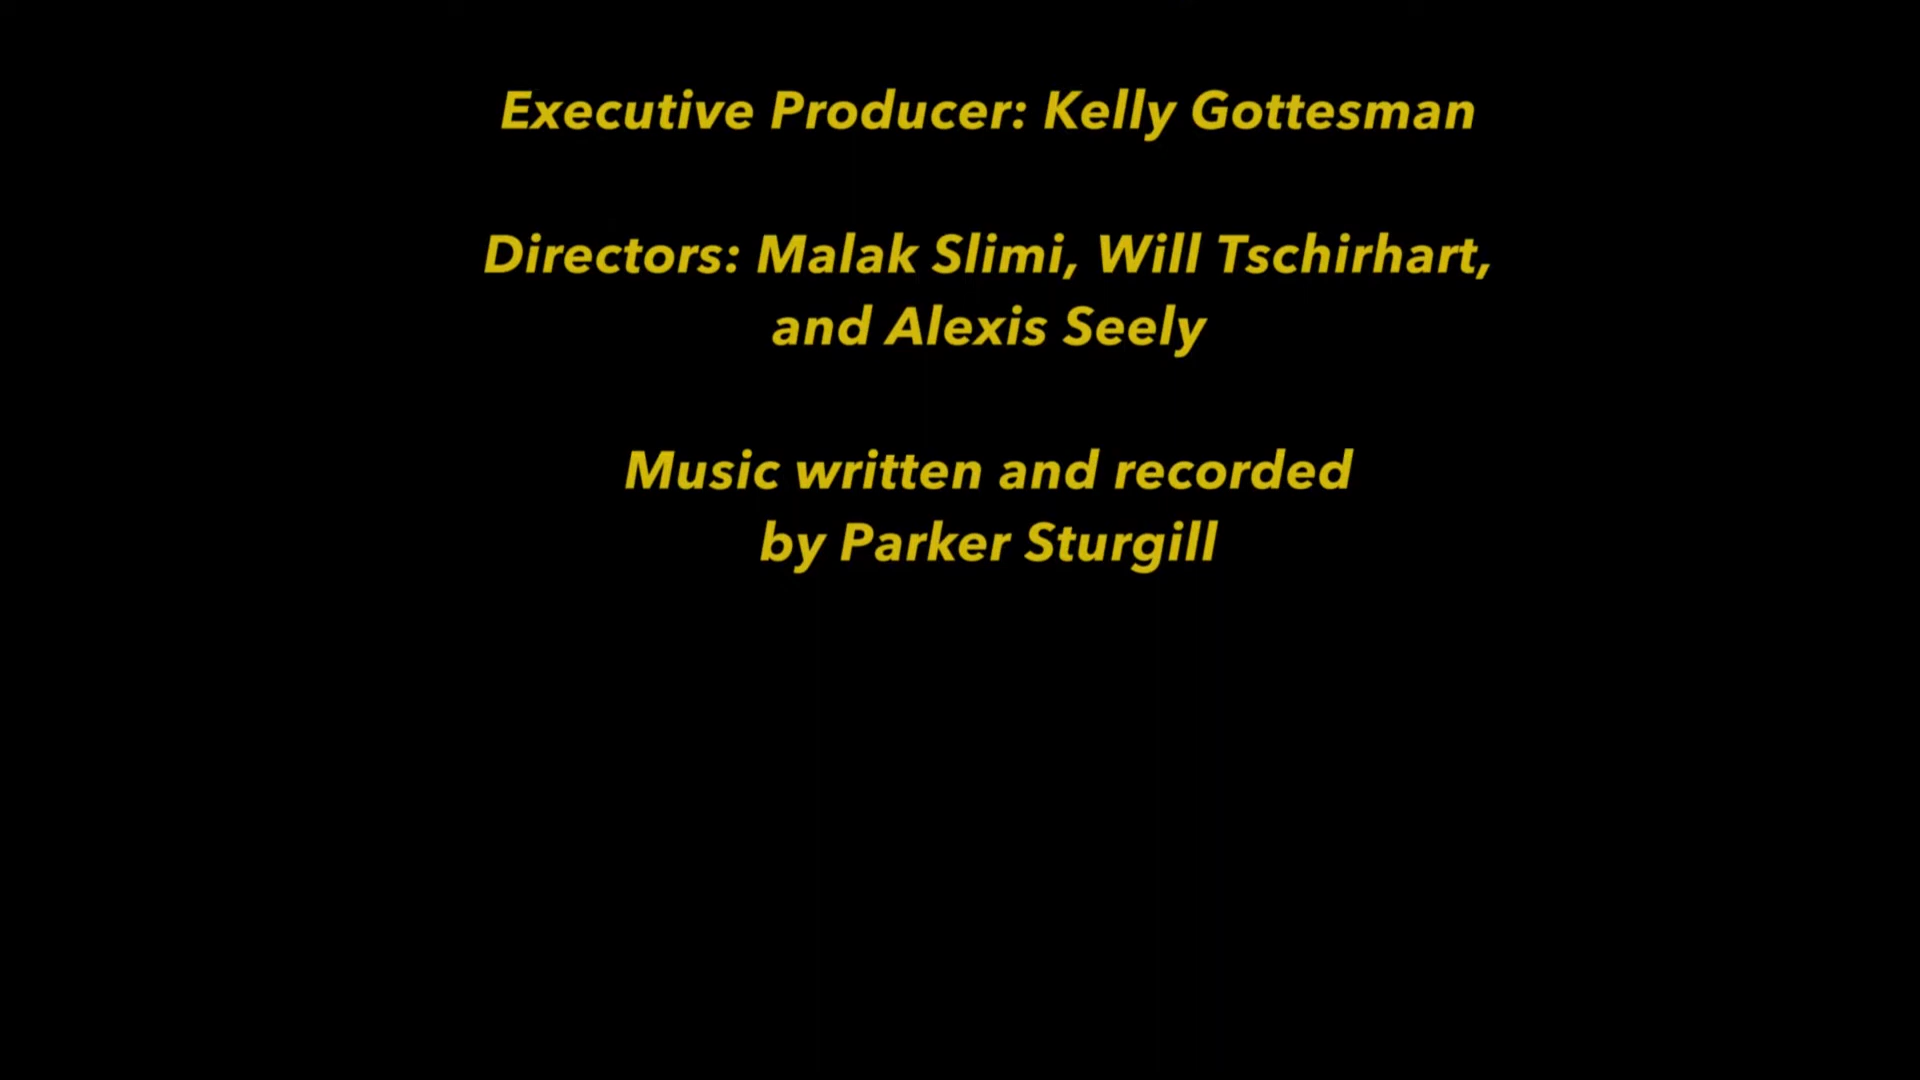 Executive Producer: Kelly Gottesman
Directors: Malak Slimi, Will Tschirhart,
and Alexis Seely
Music written and recorded
by Parker Sturgill